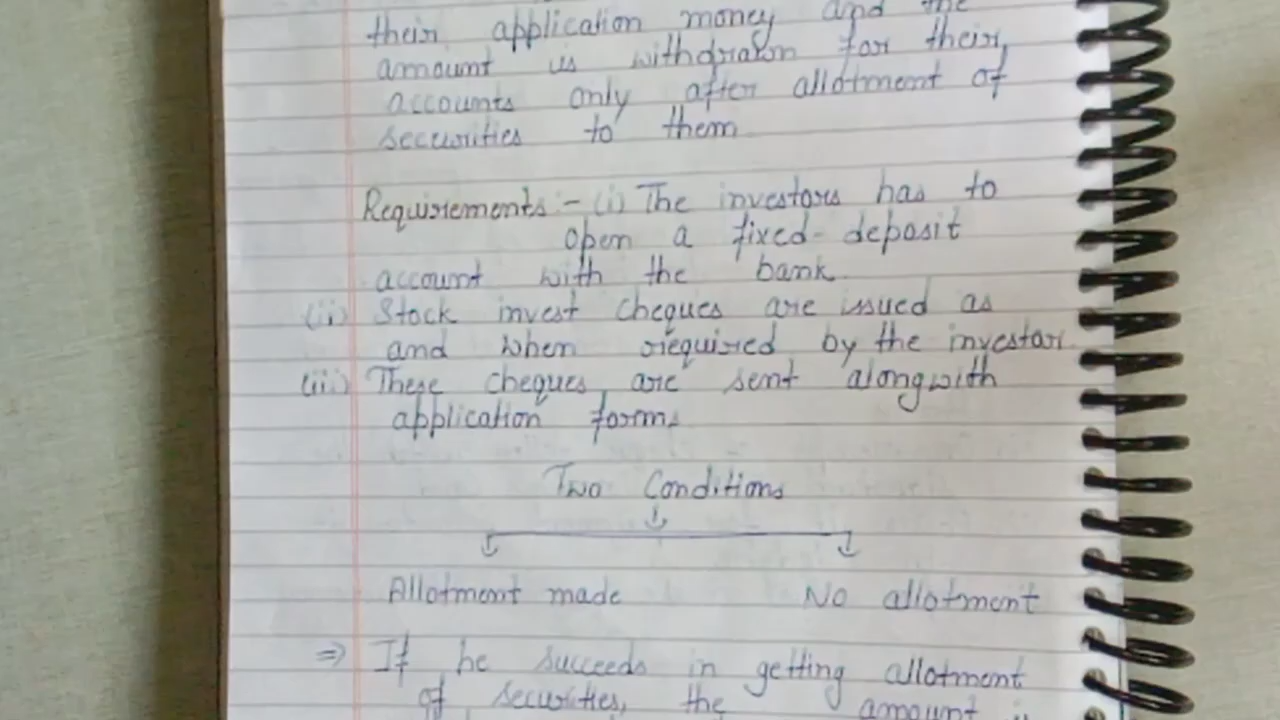 their application money and the
amount is withdrawn for their
accounts only after allotment of
securities to them
Requirements :- (i) The investors has to
open a fixed-deposit
account with the bank.
(ii) Stock invest cheques are issued as
and when required by the investor.
(iii) These cheques are sent alongwith
application forms
Two Conditions
Allotment made No allotment
⇒ If he succeeds in getting allotment
of securities, the amount